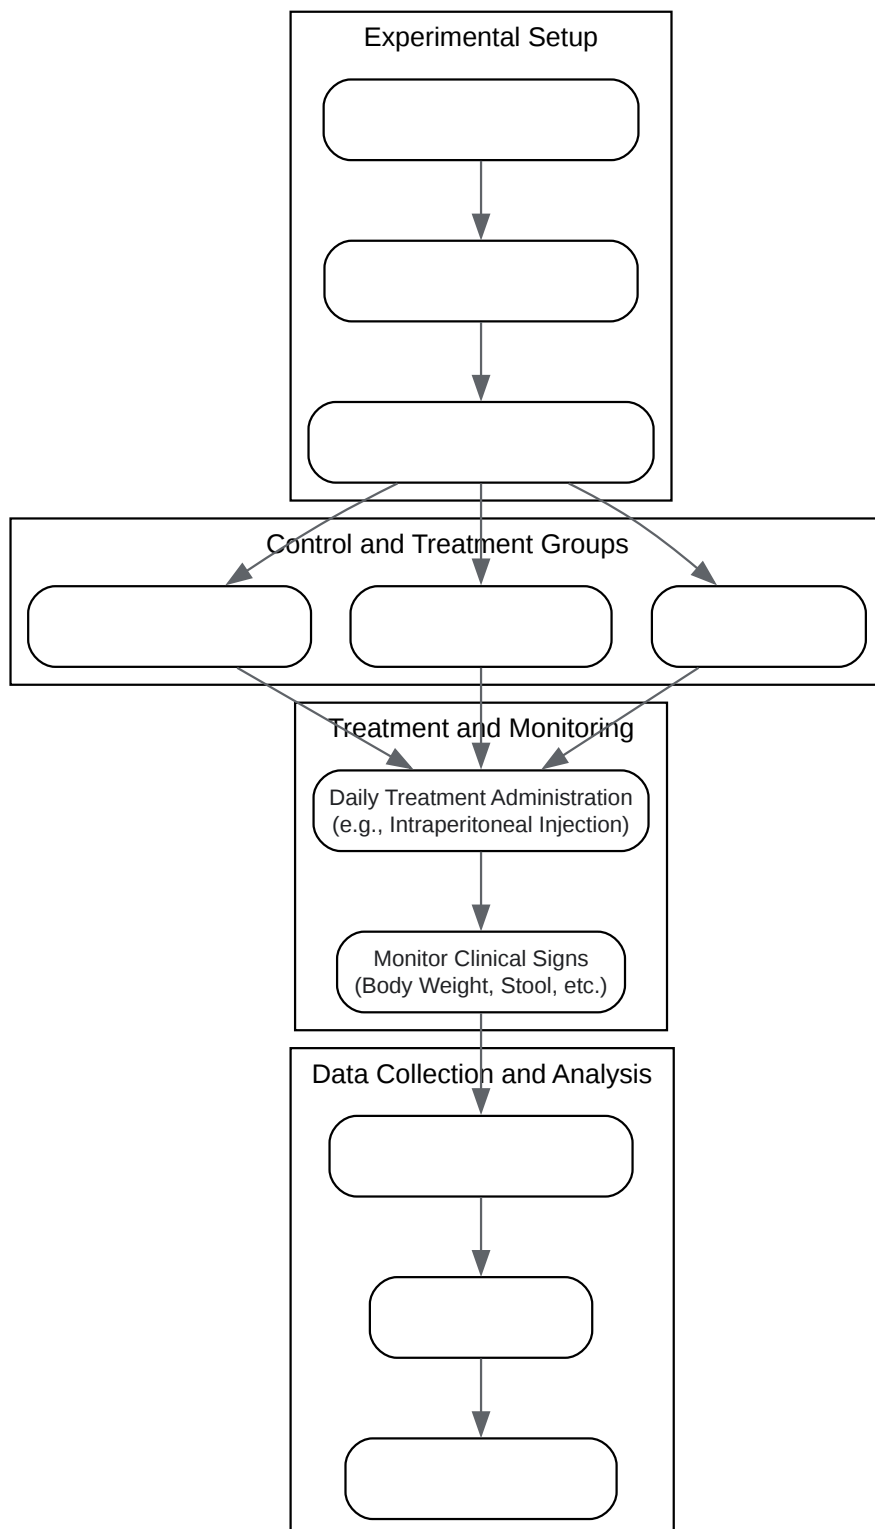 Experimental Setup
Control and Treatment Groups
Treatment and Monitoring
Daily Treatment Administration
(e.g., Intraperitoneal Injection)
Monitor Clinical Signs
(Body Weight, Stool, etc.)
Data Collection and Analysis